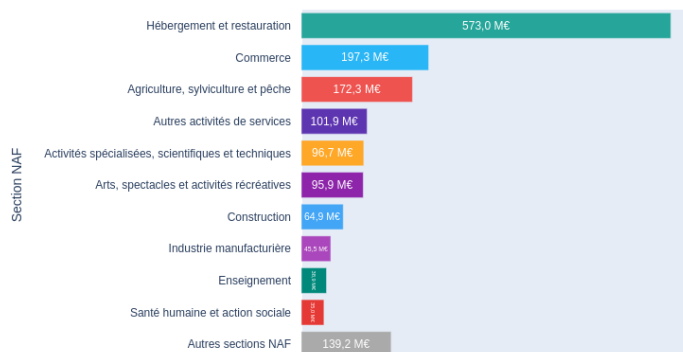 Section NAF
Hébergement et restauration 573,0 M€
Commerce 197,3 M€
Agriculture, sylviculture et pêche 172,3 M€
Autres activités de services 101,9 M€
Activités spécialisées, scientifiques et techniques 96,7 M€
Arts, spectacles et activités récréatives 95,9 M€
Construction 64,9 M€
Industrie manufacturière 45,5 M€
Enseignement
Santé humaine et action sociale
Autres sections NAF 139,2 M€